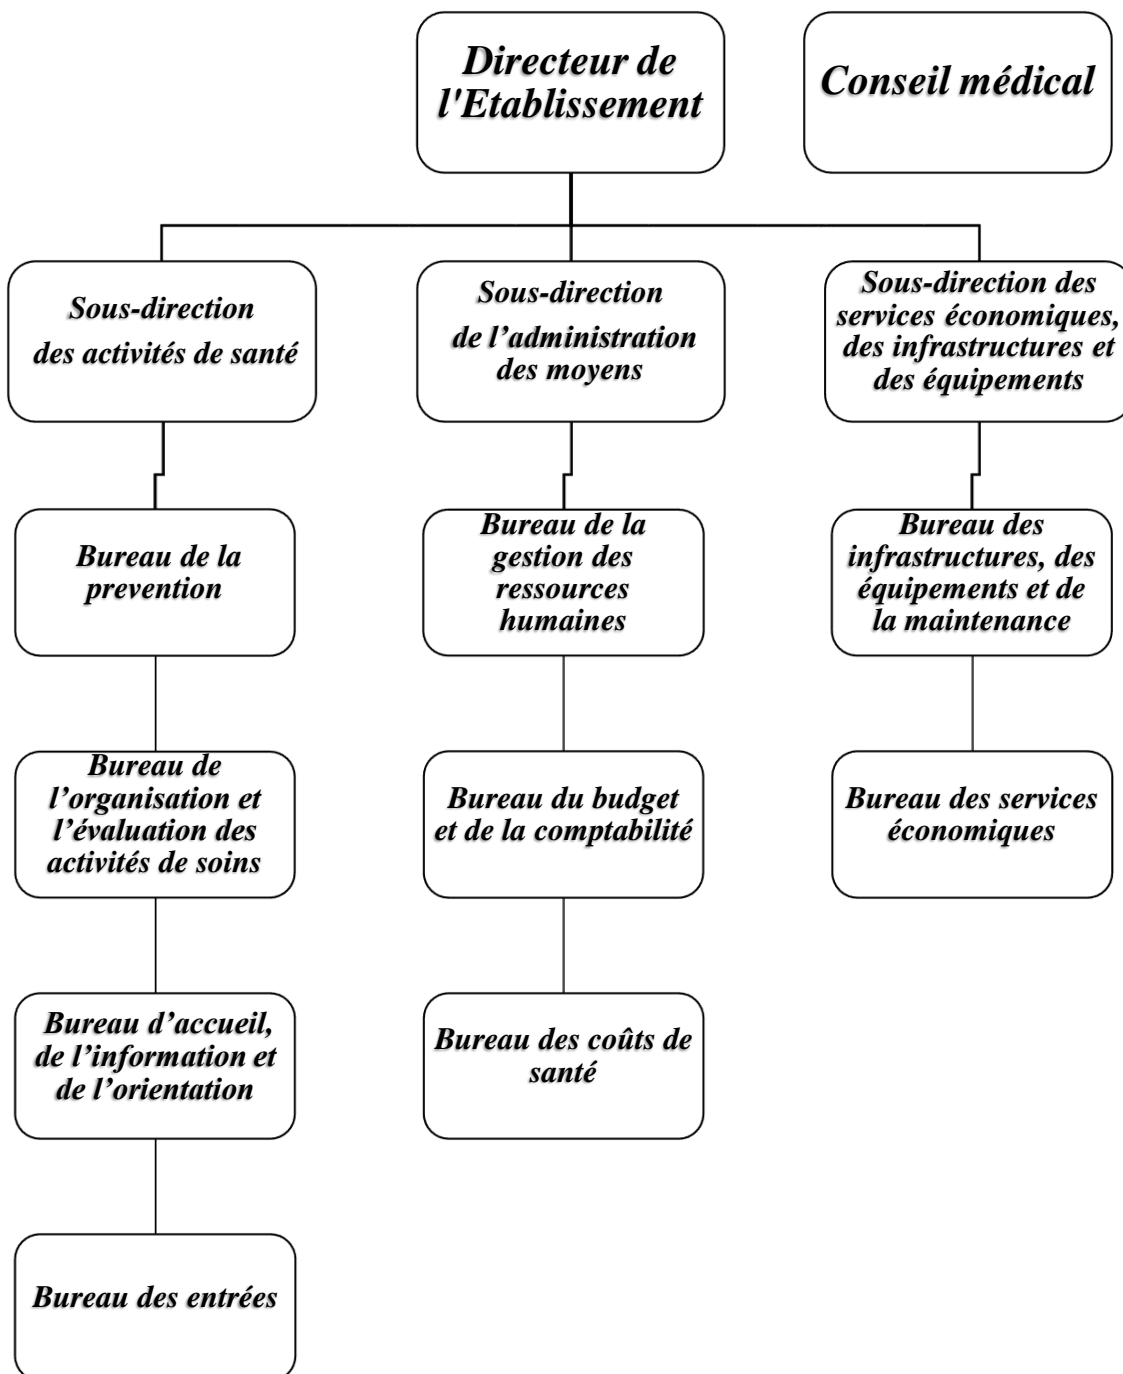 Directeur de
l'Etablissement
Conseil médical
Sous-direction
des activités de santé
Sous-direction
de l’administration
des moyens
Sous-direction des
services économiques,
des infrastructures et
des équipements
Bureau de la
prevention
Bureau de la
gestion des
ressources
humaines
Bureau des
infrastructures, des
équipements et de
la maintenance
Bureau de
l’organisation et
l’évaluation des
activités de soins
Bureau du budget
et de la comptabilité
Bureau des services
économiques
Bureau d’accueil,
de l’information et
de l’orientation
Bureau des coûts de
santé
Bureau des entrées